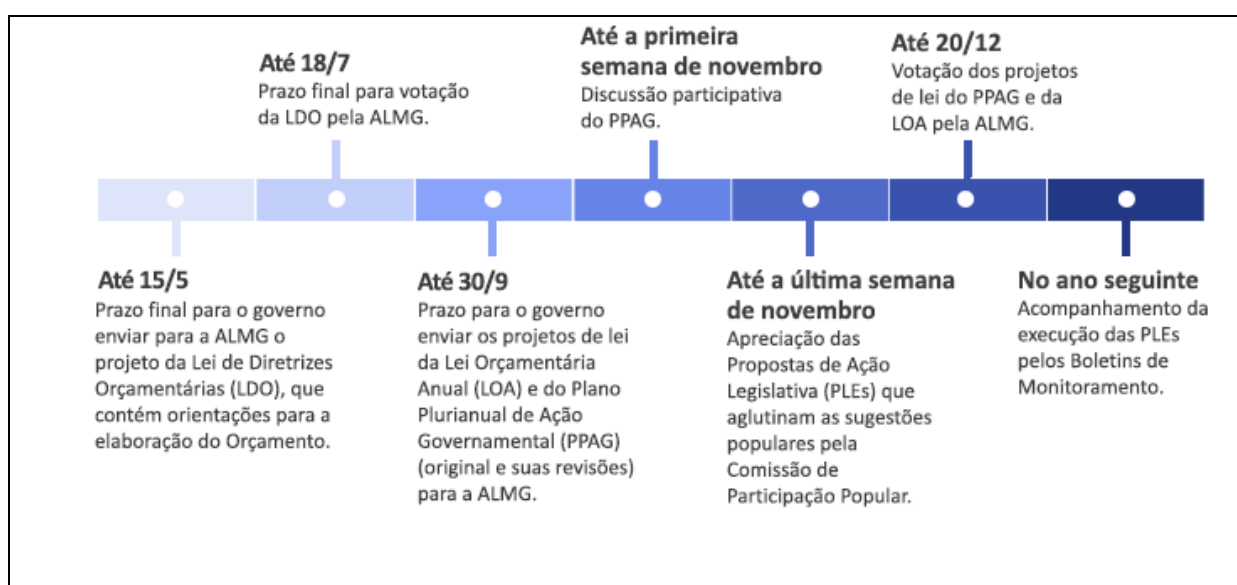 Até 18/7
Prazo final para votação
da LDO pela ALMG.
Até a primeira
semana de novembro
Discussão participativa
do PPAG.
Até 20/12
Votação dos projetos
de lei do PPAG e da
LOA pela ALMG.
Até 15/5
Prazo final para o governo
enviar para a ALMG o
projeto da Lei de Diretrizes
Orçamentárias (LDO), que
contém orientações para a
elaboração do Orçamento.
Até 30/9
Prazo para o governo
enviar os projetos de lei
da Lei Orçamentária
Anual (LOA) e do Plano
Plurianual de Ação
Governamental (PPAG)
(original e suas revisões)
para a ALMG.
Até a última semana
de novembro
Apreciação das
Propostas de Ação
Legislativa (PLEs) que
aglutinam as sugestões
populares pela
Comissão de
Participação Popular.
No ano seguinte
Acompanhamento da
execução das PLEs
pelos Boletins de
Monitoramento.